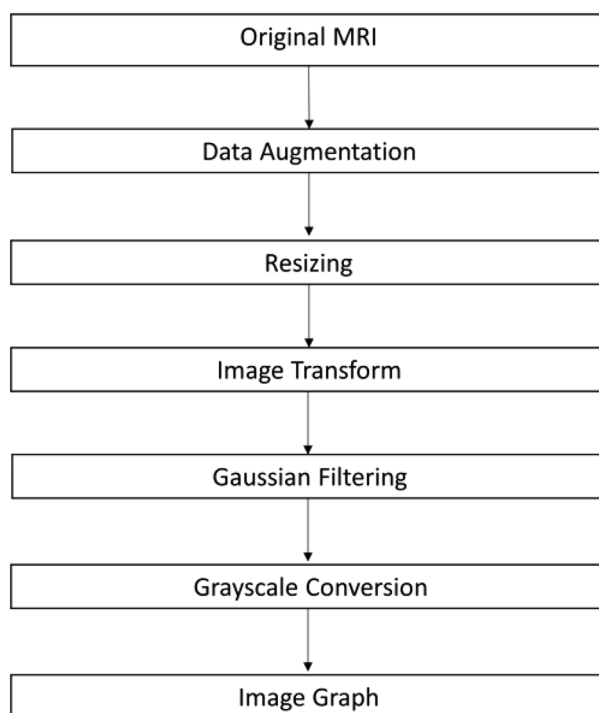 Original MRI
Data Augmentation
Resizing
Image Transform
Gaussian Filtering
Grayscale Conversion
Image Graph